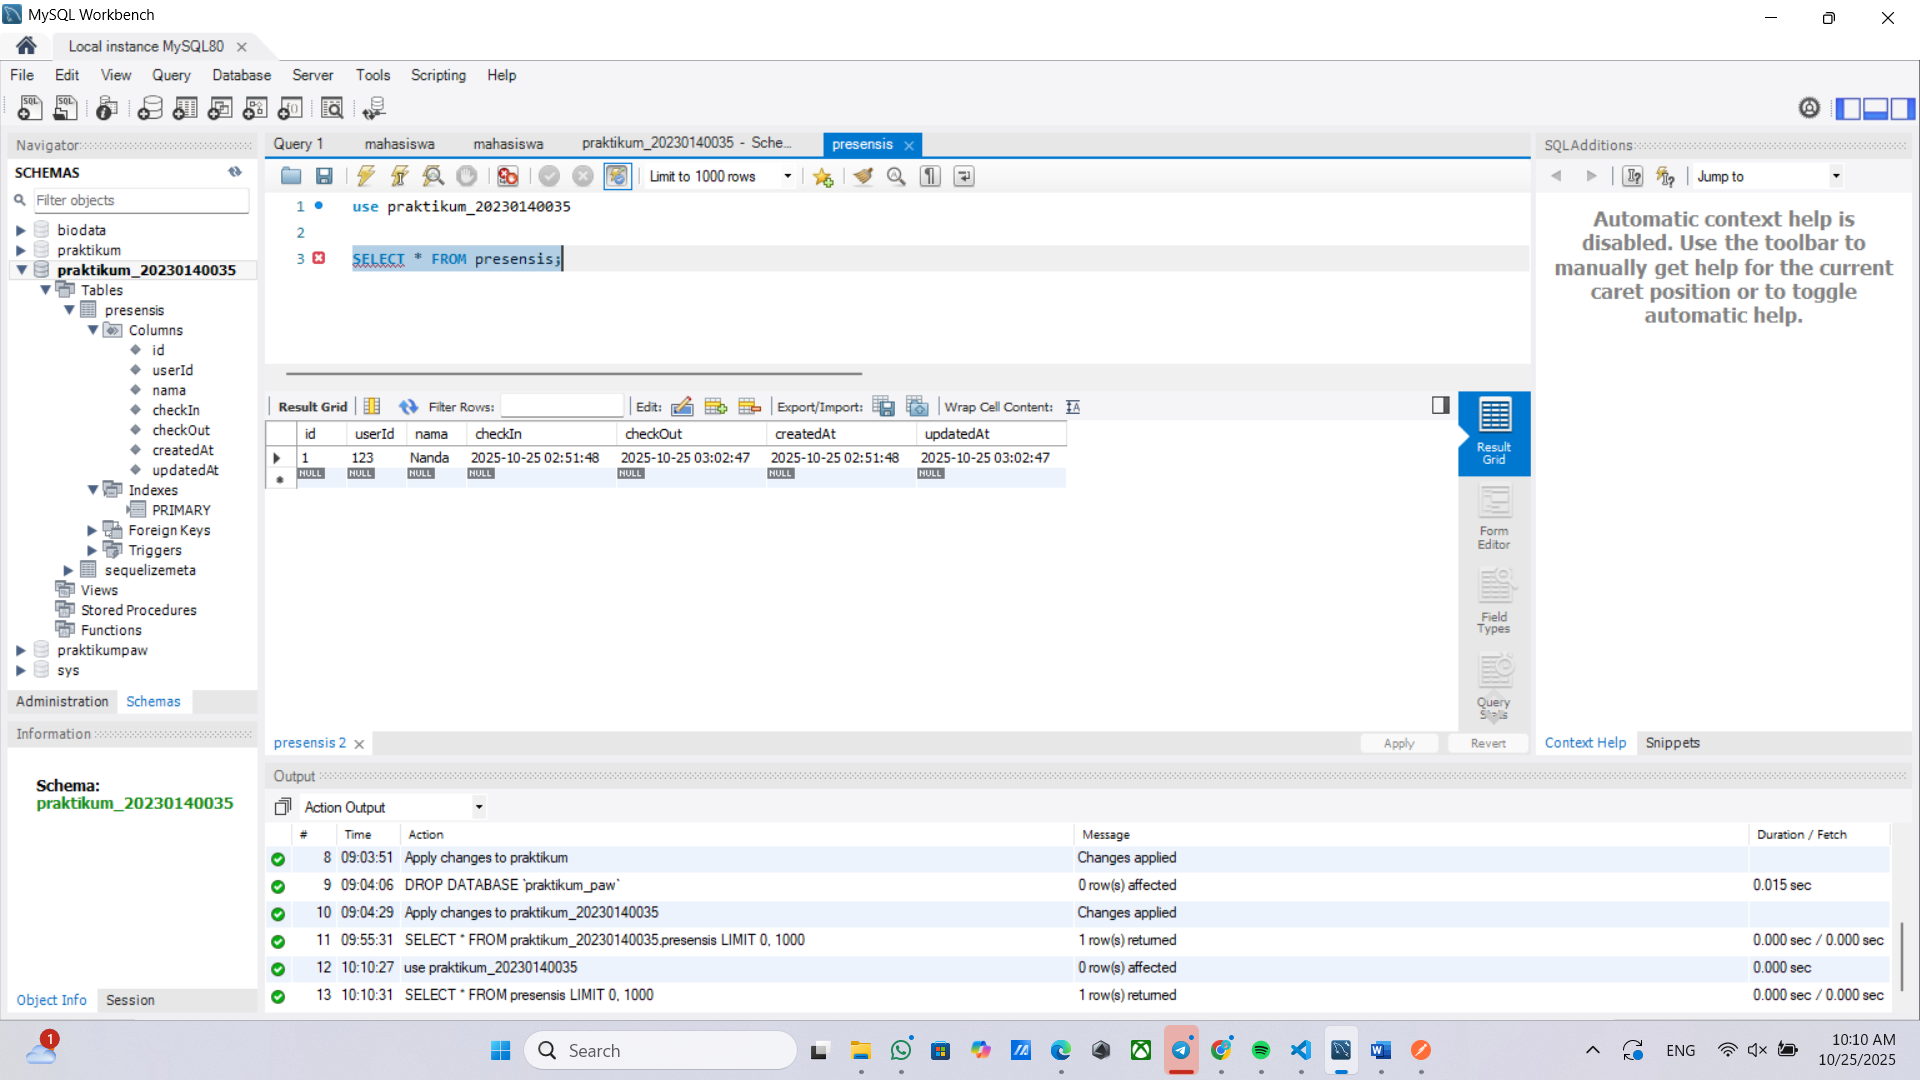 MySQL Workbench
Local instance MySQL80
File Edit View Query Database Server Tools Scripting Help
Navigator
SCHEMAS
Filter objects
biodata
praktikum
praktikum_20230140035
Tables
presensis
Columns
id
userId
nama
checkIn
checkOut
createdAt
updatedAt
Indexes
PRIMARY
Foreign Keys
Triggers
sequelizemeta
Views
Stored Procedures
Functions
praktikumpaw
sys
Administration Schemas
Information
Schema:
praktikum_20230140035
Object Info Session
Query 1 mahasiswa mahasiswa praktikum_20230140035 - Sche... presensis
Limit to 1000 rows
1 use praktikum_20230140035
2
3 SELECT * FROM presensis;
Result Grid Filter Rows: Edit: Export/Import: Wrap Cell Content:
id userId nama checkIn checkOut createdAt updatedAt
1 123 Nanda 2025-10-25 02:51:48 2025-10-25 03:02:47 2025-10-25 02:51:48 2025-10-25 03:02:47
NULL NULL NULL NULL NULL NULL NULL
Result
Grid
Form
Editor
Field
Types
Query
Stats
presensis 2 Apply Revert
SQLAdditions
Jump to
Automatic context help is
disabled. Use the toolbar to
manually get help for the current
caret position or to toggle
automatic help.
Context Help Snippets
Output
Action Output
# Time Action Message Duration / Fetch
8 09:03:51 Apply changes to praktikum Changes applied
9 09:04:06 DROP DATABASE `praktikum_paw` 0 row(s) affected 0.015 sec
10 09:04:29 Apply changes to praktikum_20230140035 Changes applied
11 09:55:31 SELECT * FROM praktikum_20230140035.presensis LIMIT 0, 1000 1 row(s) returned 0.000 sec / 0.000 sec
12 10:10:27 use praktikum_20230140035 0 row(s) affected 0.000 sec
13 10:10:31 SELECT * FROM presensis LIMIT 0, 1000 1 row(s) returned 0.000 sec / 0.000 sec
1
Search
ENG
10:10 AM
10/25/2025